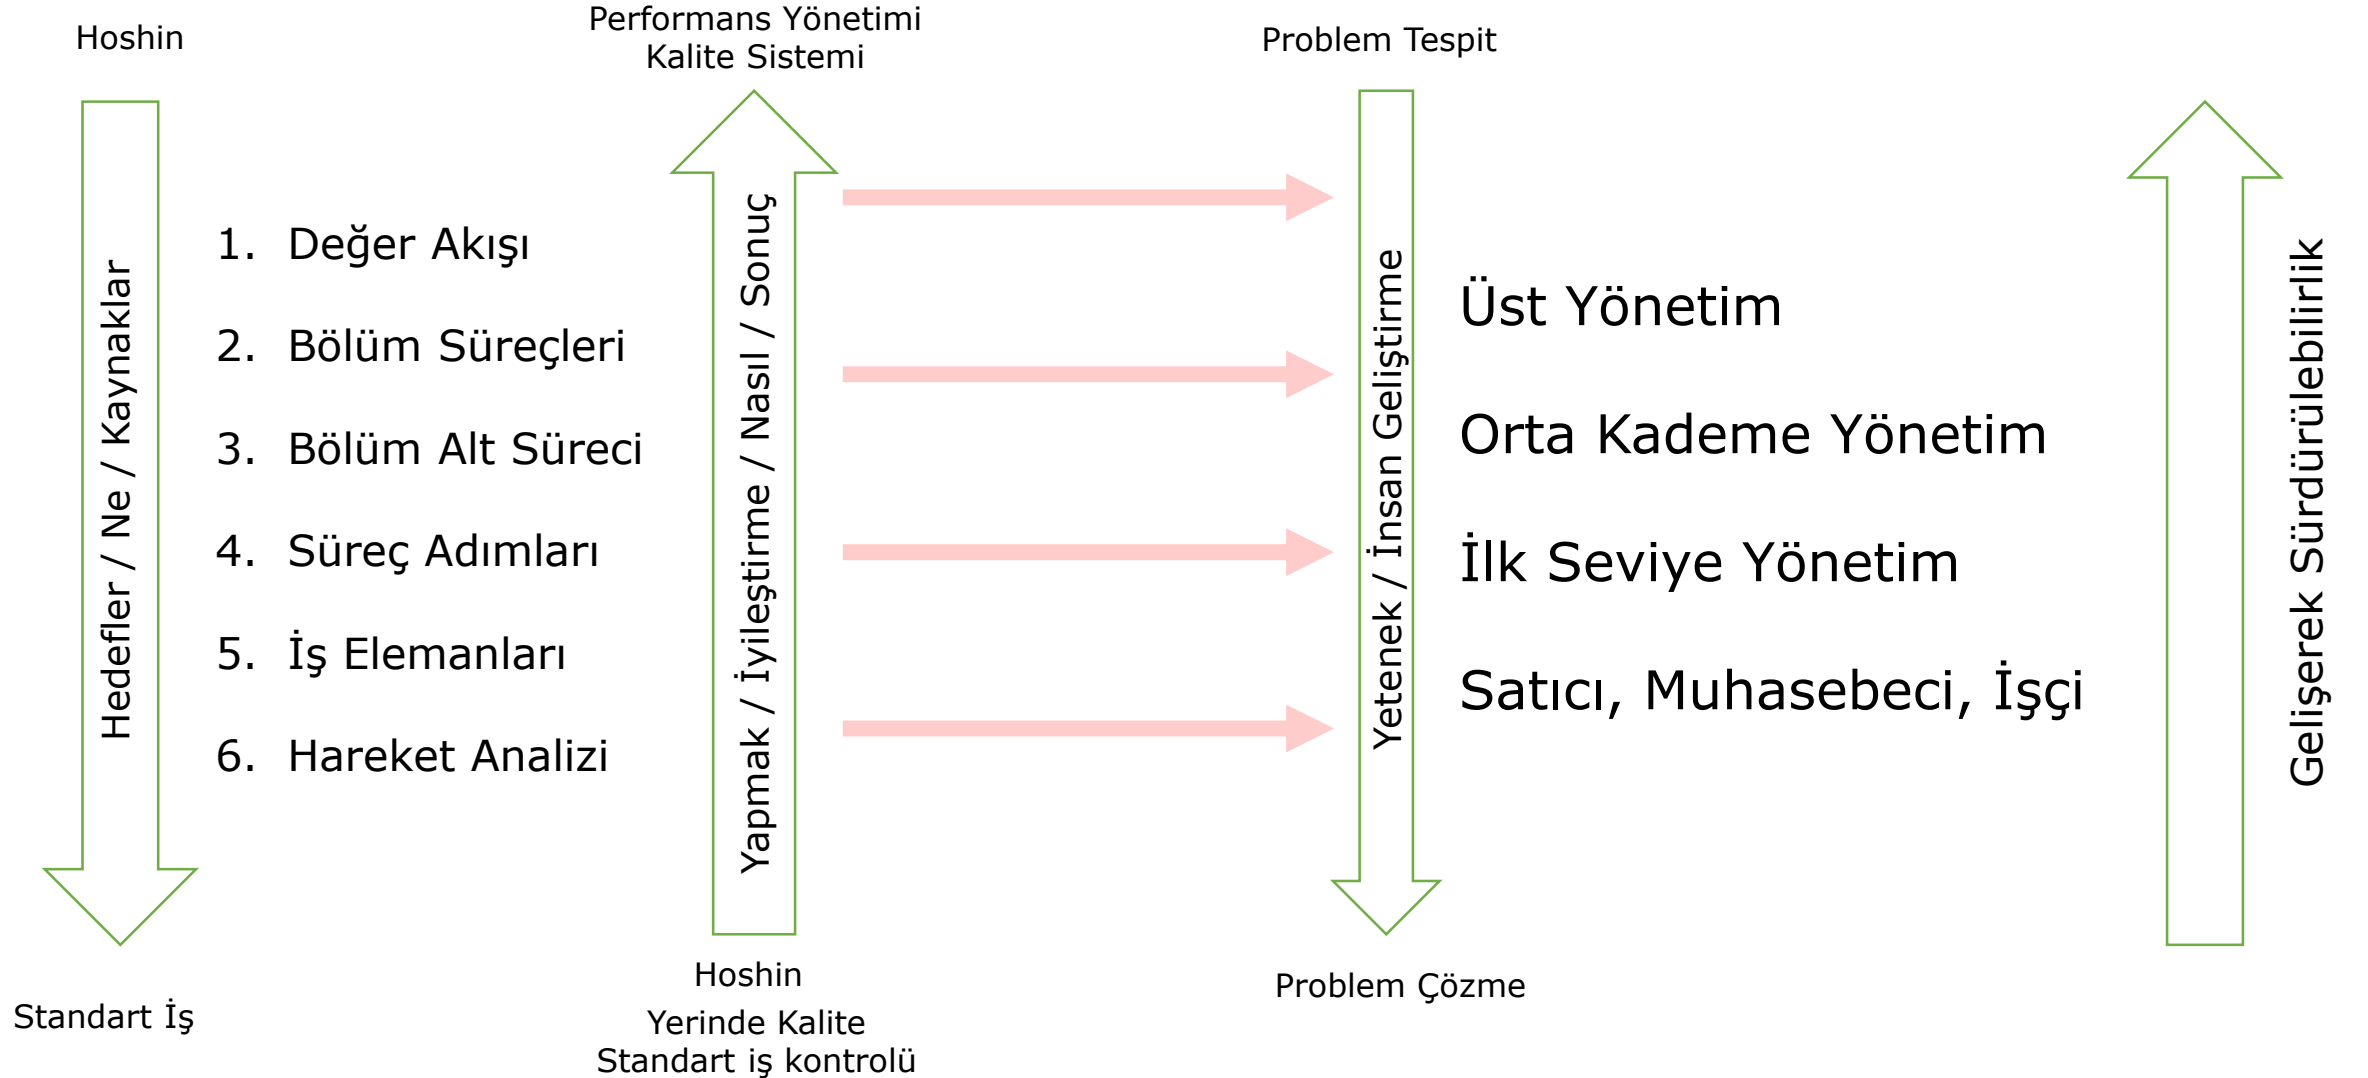 Hoshin
Performans Yönetimi
Kalite Sistemi
Problem Tespit
Hedefler / Ne / Kaynaklar
1. Değer Akışı
2. Bölüm Süreçleri
3. Bölüm Alt Süreci
4. Süreç Adımları
5. İş Elemanları
6. Hareket Analizi
Yapmak / İyileştirme / Nasıl / Sonuç
Yetenek / İnsan Geliştirme
Üst Yönetim
Orta Kademe Yönetim
İlk Seviye Yönetim
Satıcı, Muhasebeci, İşçi
Gelişerek Sürdürülebilirlik
Standart İş
Hoshin
Yerinde Kalite
Standart iş kontrolü
Problem Çözme